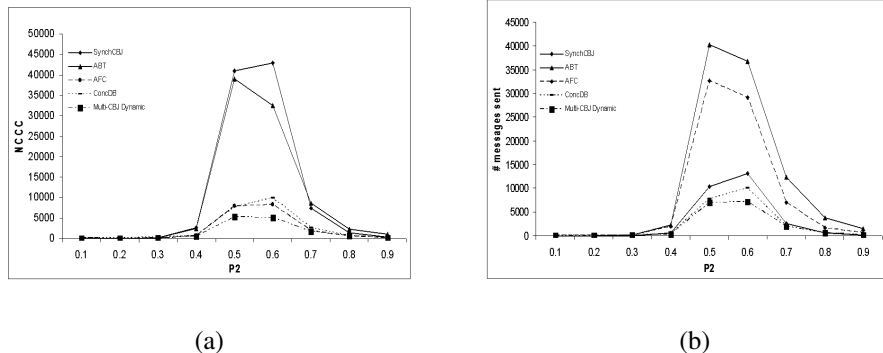 50000
45000
40000
35000
30000
25000
20000
15000
10000
5000
0
NCCC
SynchCBJ
ABT
AFC
ConcDB
Multi-CBJ Dynamic
0.1 0.2 0.3 0.4 0.5 0.6 0.7 0.8 0.9
P2
(a)
45000
40000
35000
30000
25000
20000
15000
10000
5000
0
# messages sent
SynchCBJ
ABT
AFC
ConcDB
Multi-CBJ Dynamic
0.1 0.2 0.3 0.4 0.5 0.6 0.7 0.8 0.9
P2
(b)